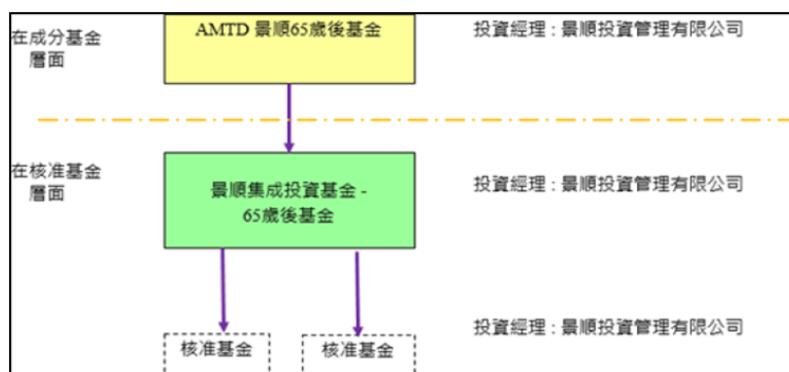 在成分基金
層面
AMTD 景順65歲後基金
投資經理 : 景順投資管理有限公司
在核准基金
層面
景順集成投資基金 -
65歲後基金
投資經理 : 景順投資管理有限公司
核准基金
核准基金
投資經理 : 景順投資管理有限公司